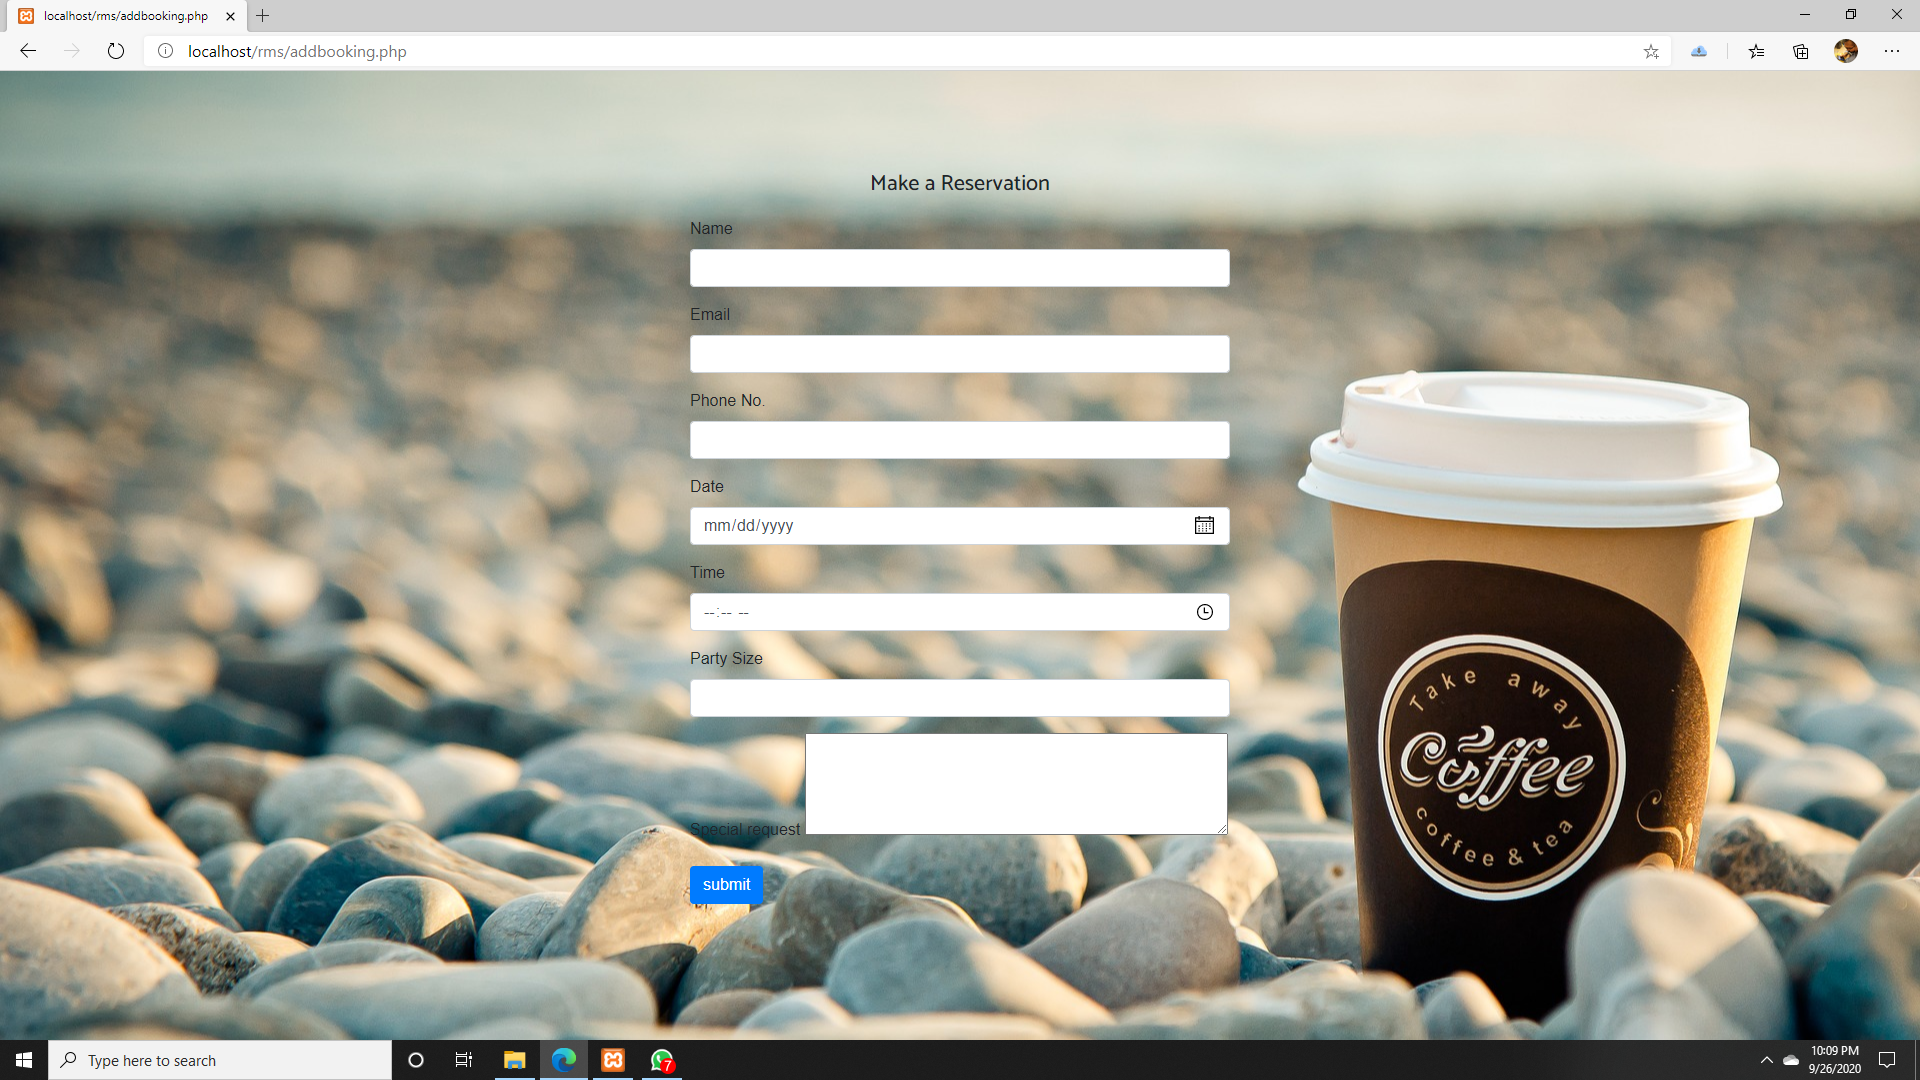 localhost/rms/addbooking.php
localhost/rms/addbooking.php
Make a Reservation
Name
Email
Phone No.
Date
mm/dd/yyyy
Time
--:-- --
Party Size
Special request
submit
Take away
Coffee
coffee & tea
Type here to search
7
10:09 PM
9/26/2020